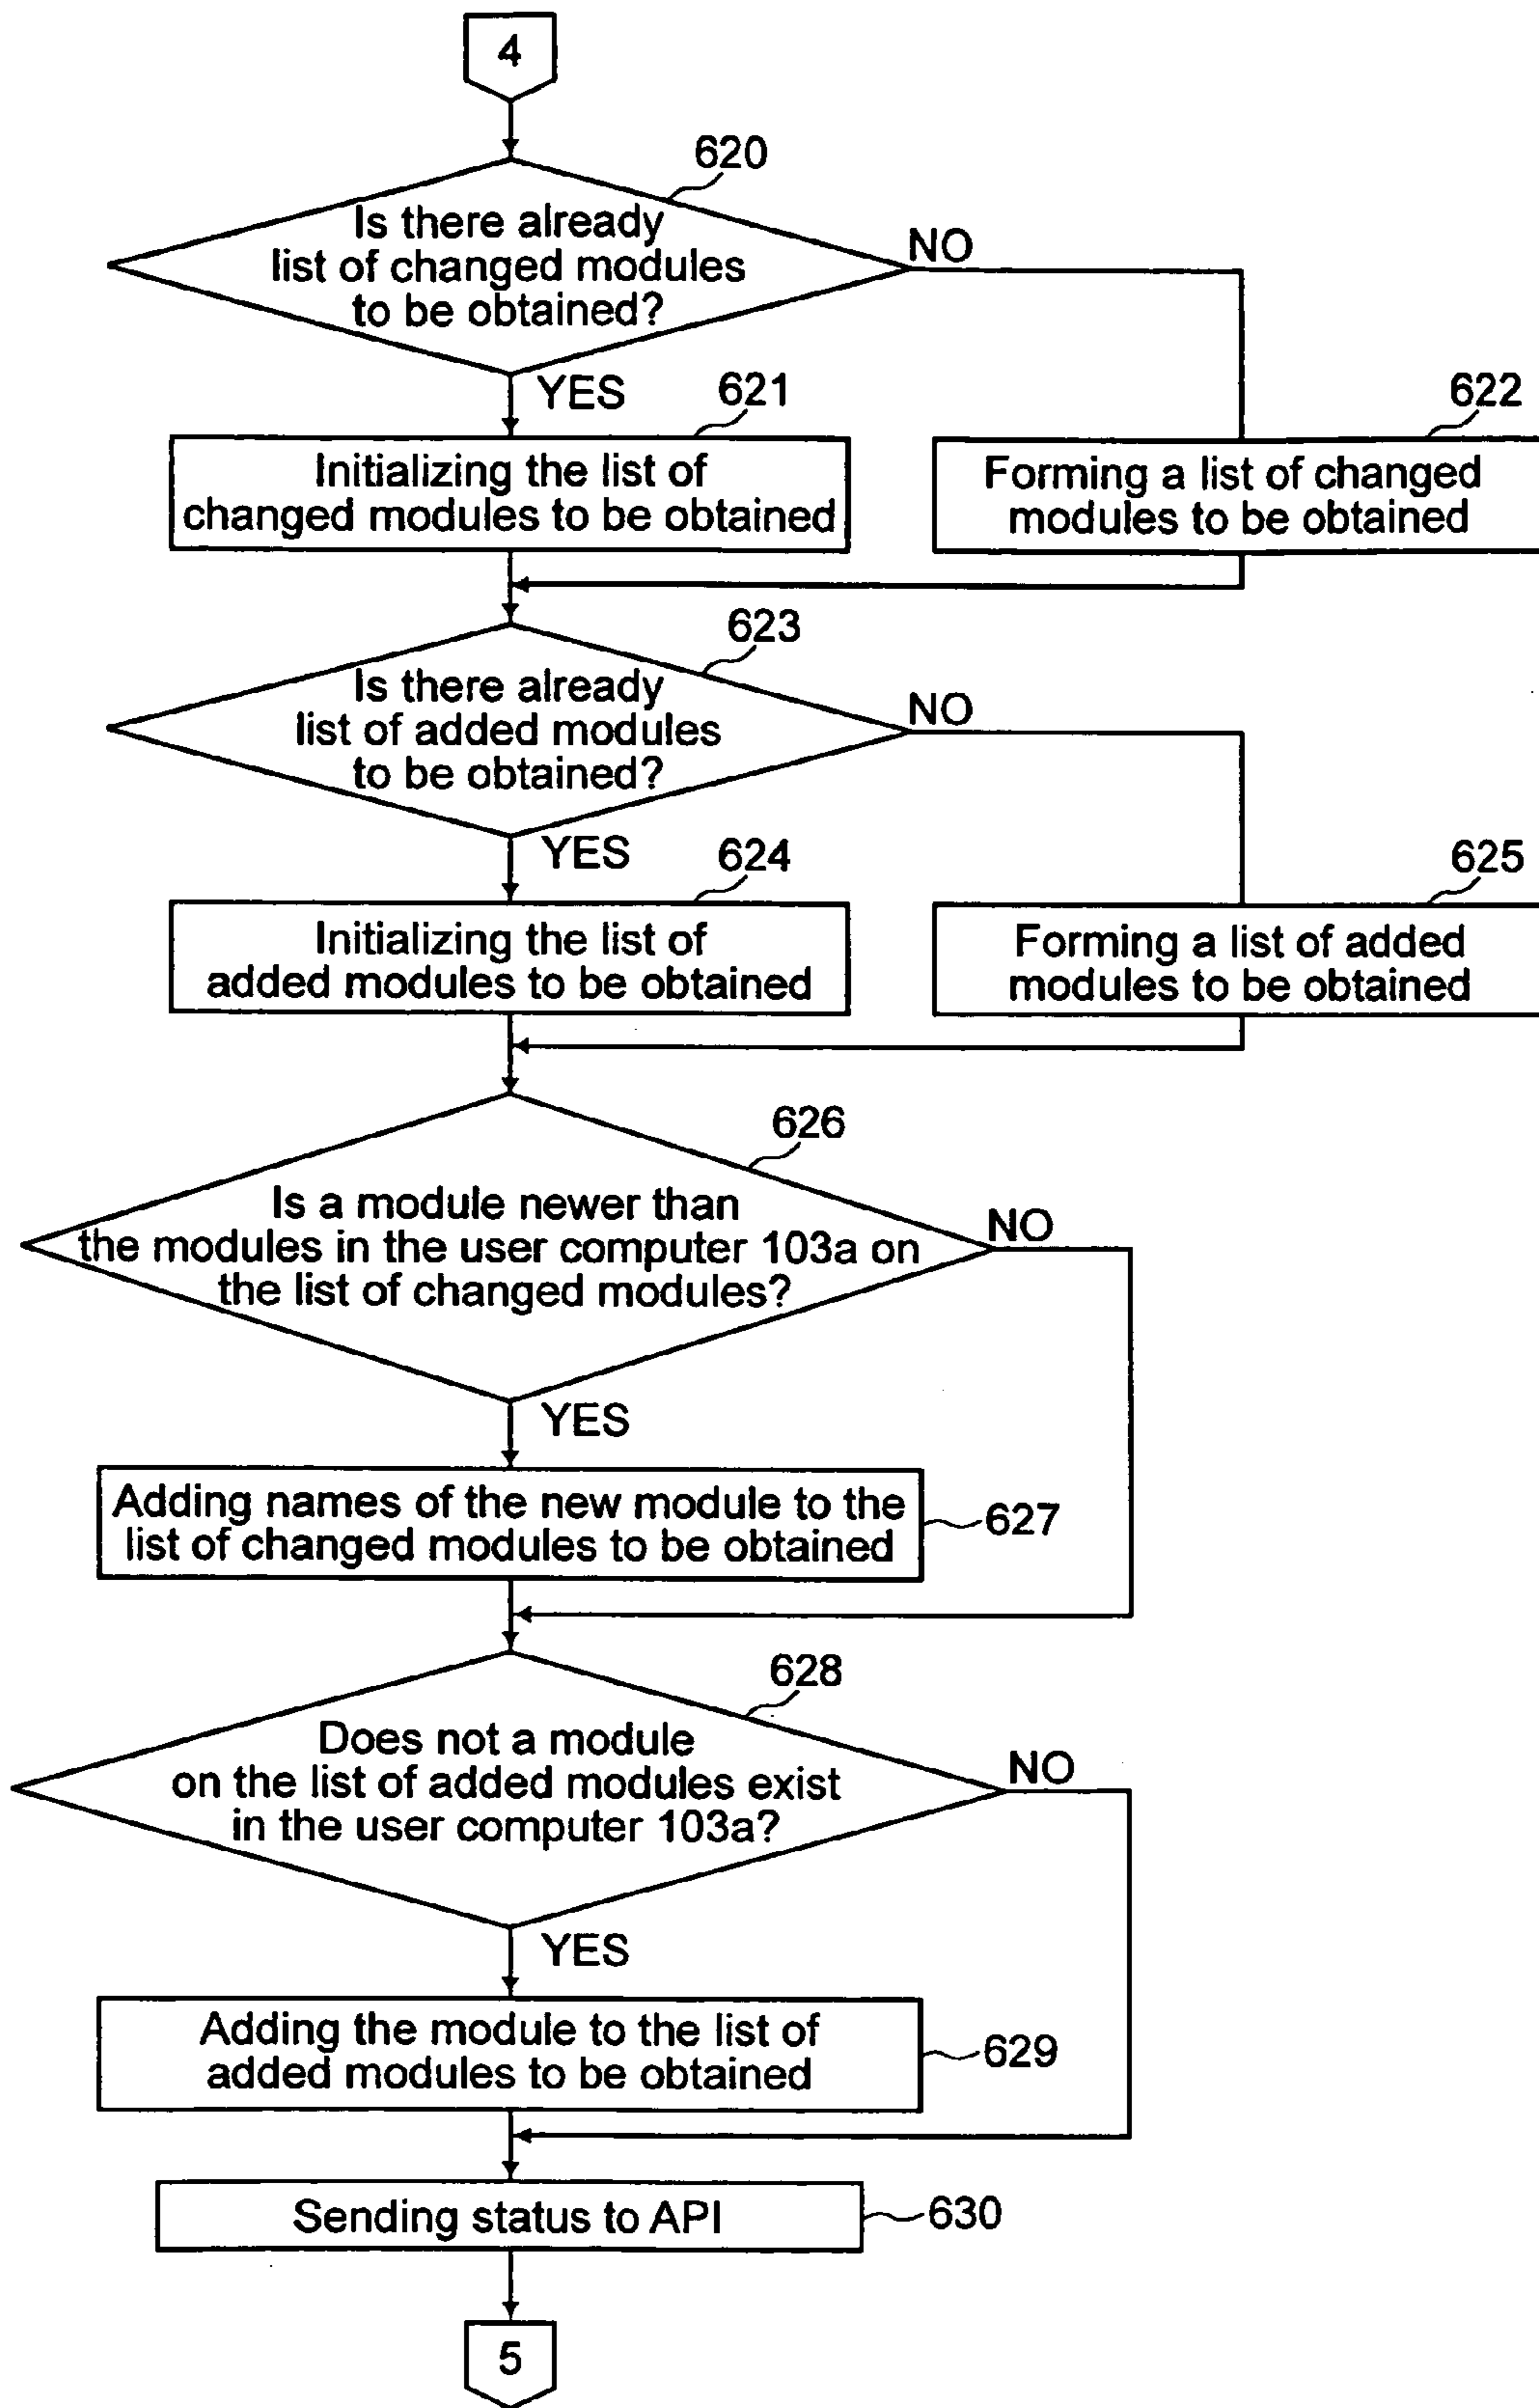 4
620
Is there already
list of changed modules
to be obtained?
NO
YES
621
Initializing the list of
changed modules to be obtained
622
Forming a list of changed
modules to be obtained
623
Is there already
list of added modules
to be obtained?
NO
YES
624
Initializing the list of
added modules to be obtained
625
Forming a list of added
modules to be obtained
626
Is a module newer than
the modules in the user computer 103a on
the list of changed modules?
NO
YES
Adding names of the new module to the
list of changed modules to be obtained
627
628
Does not a module
on the list of added modules exist
in the user computer 103a?
NO
YES
Adding the module to the list of
added modules to be obtained
629
Sending status to API
630
5